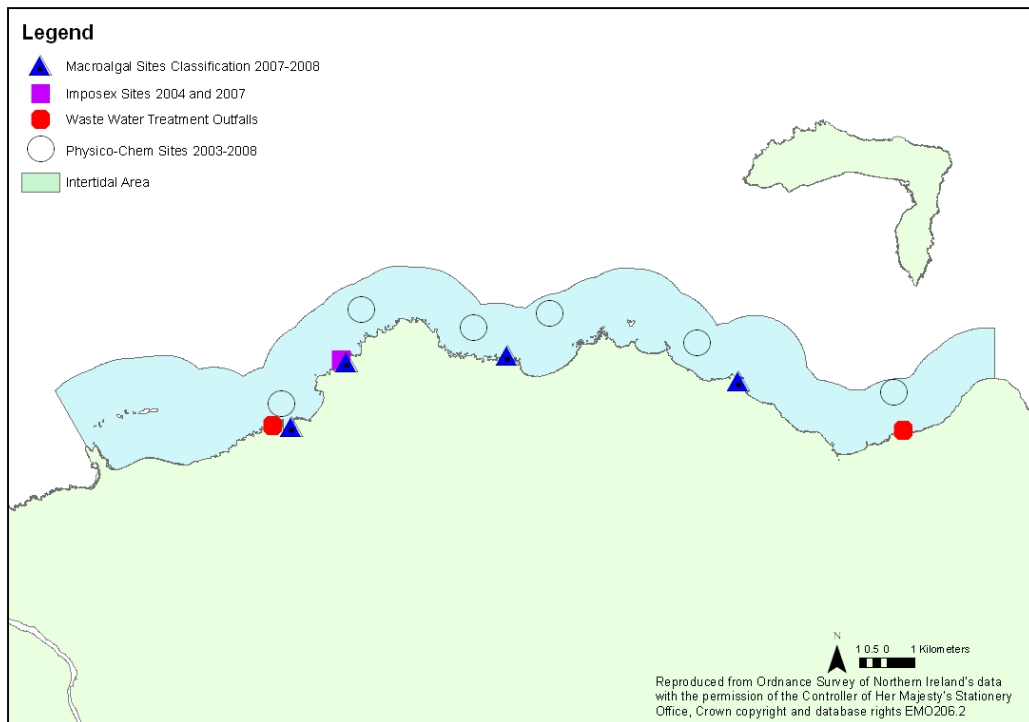 Legend
Macroalgal Sites Classification 2007-2008
Imposex Sites 2004 and 2007
Waste Water Treatment Outfalls
Physico-Chem Sites 2003-2008
Intertidal Area
N
1 0.5 0 1 Kilometers
Reproduced from Ordnance Survey of Northern Ireland's data
with the permission of the Controller of Her Majesty's Stationery
Office, Crown copyright and database rights EMO206.2